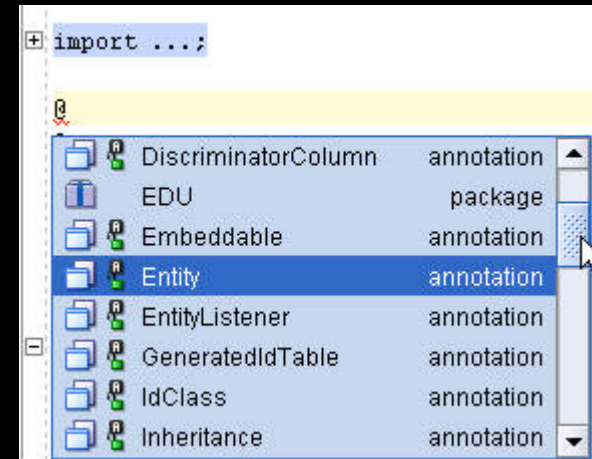 import ...;
@
DiscriminatorColumn annotation
EDU package
Embeddable annotation
Entity annotation
EntityListener annotation
GeneratedIdTable annotation
IdClass annotation
Inheritance annotation